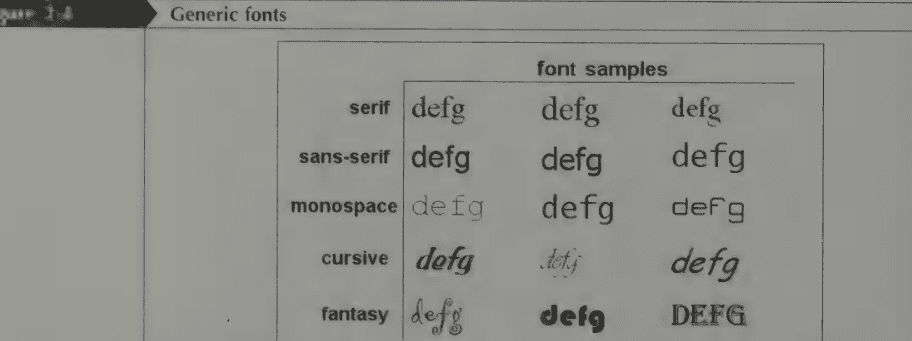 Generic fonts
font samples
serif defg defg defg
sans-serif defg defg defg
monospace defg defg defg
cursive defg defg defg
fantasy defg defg DEFG